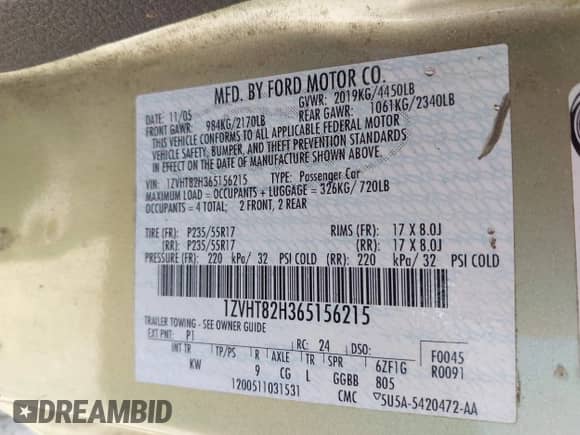 MFD. BY FORD MOTOR CO.
DATE: 11/05 GVWR: 2019KG/4450LB
FRONT GAWR: 984KG/2170LB REAR GAWR: 1061KG/2340LB
THIS VEHICLE CONFORMS TO ALL APPLICABLE FEDERAL MOTOR
VEHICLE SAFETY, BUMPER, AND THEFT PREVENTION STANDARDS
IN EFFECT ON THE DATE OF MANUFACTURE SHOWN ABOVE.
VIN: 1ZVHT82H365156215 TYPE: Passenger Car
MAXIMUM LOAD = OCCUPANTS + LUGGAGE = 326KG/ 720LB
OCCUPANTS = 4 TOTAL; 2 FRONT, 2 REAR
TIRE (FR): P235/55R17 RIMS (FR): 17 X 8.0J
(RR): P235/55R17 (RR): 17 X 8.0J
PRESSURE (FR): 220 kPa/ 32 PSI COLD (RR): 220 kPa/ 32 PSI COLD
1ZVHT82H365156215
TRAILER TOWING - SEE OWNER GUIDE
EXT PNT: P1 RC: 24 DSO: F0045
INT TR TP/PS R AXLE TR SPR 6ZF1G R0091
KW 9 CG L GGBB 805
1200511031531 CMC ▽5U5A-5420472-AA
DREAMBID